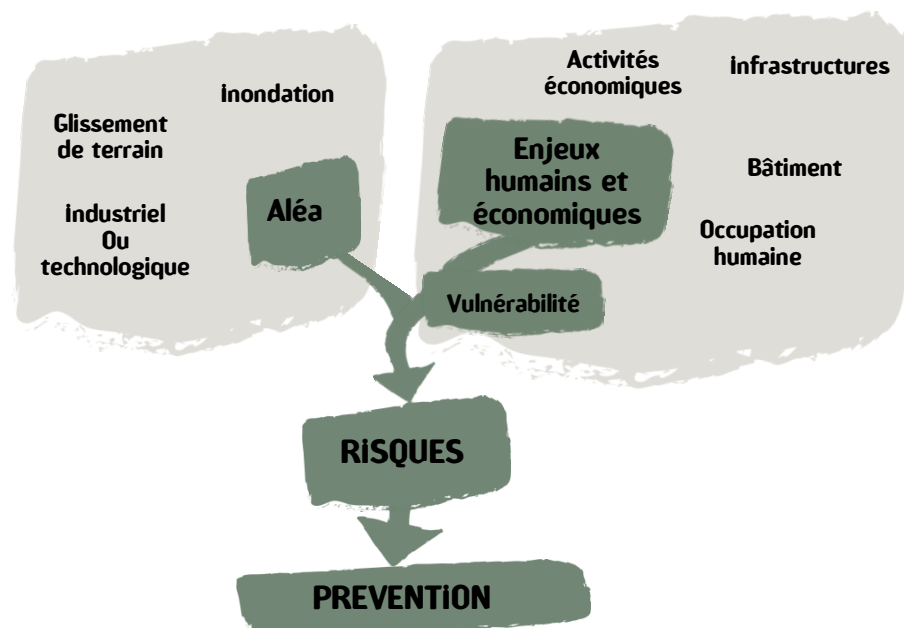 inondation
Glissement
de terrain
industriel
Ou
technologique
Aléa
Activités
économiques
infrastructures
Enjeux
humains et
économiques
Bâtiment
Occupation
humaine
Vulnérabilité
RiSQUES
PREVENTiON